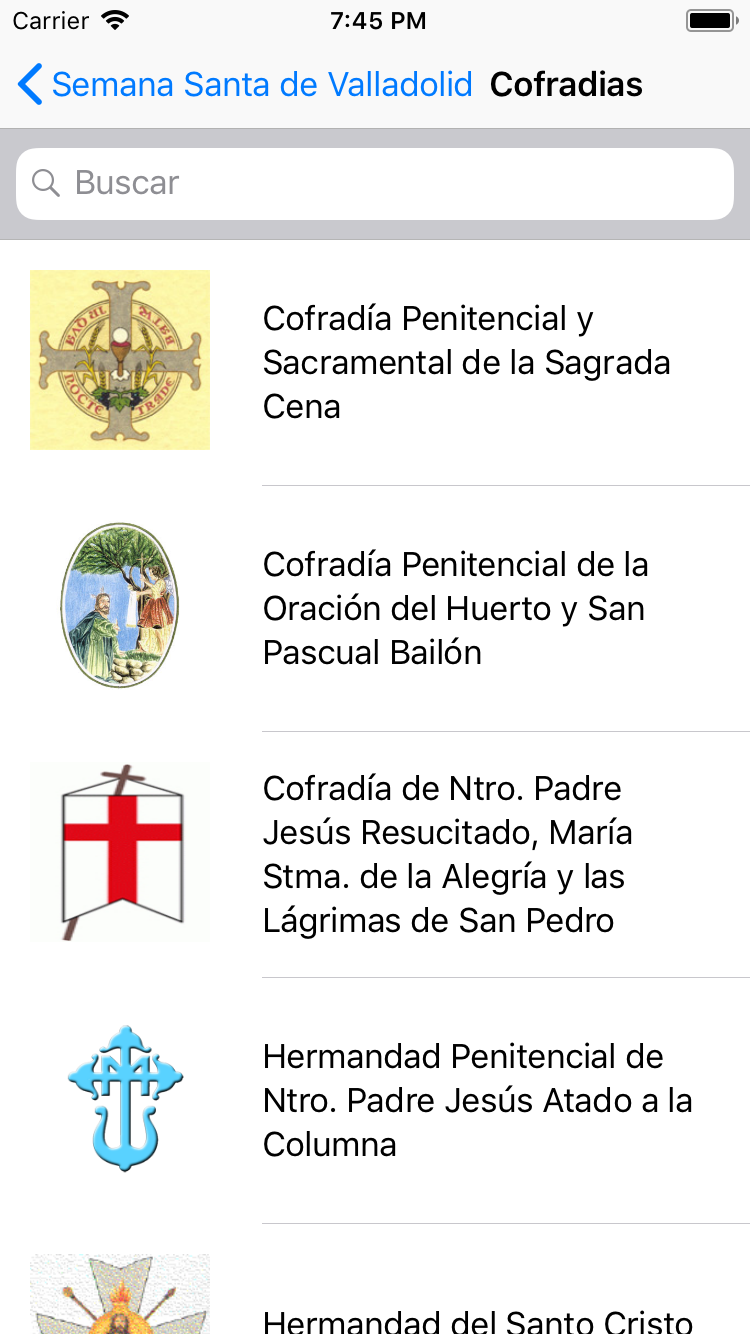 Carrier 7:45 PM
Semana Santa de Valladolid Cofradias
Buscar
Cofradía Penitencial y
Sacramental de la Sagrada
Cena
Cofradía Penitencial de la
Oración del Huerto y San
Pascual Bailón
Cofradía de Ntro. Padre
Jesús Resucitado, María
Stma. de la Alegría y las
Lágrimas de San Pedro
Hermandad Penitencial de
Ntro. Padre Jesús Atado a la
Columna
Hermandad del Santo Cristo